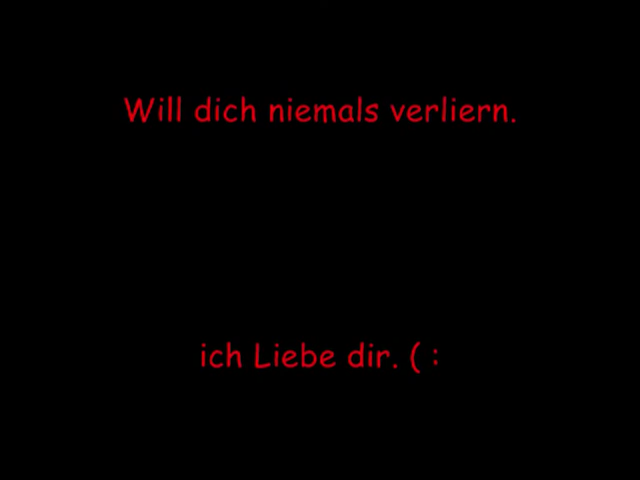 Will dich niemals verliern.
ich Liebe dir. ( :